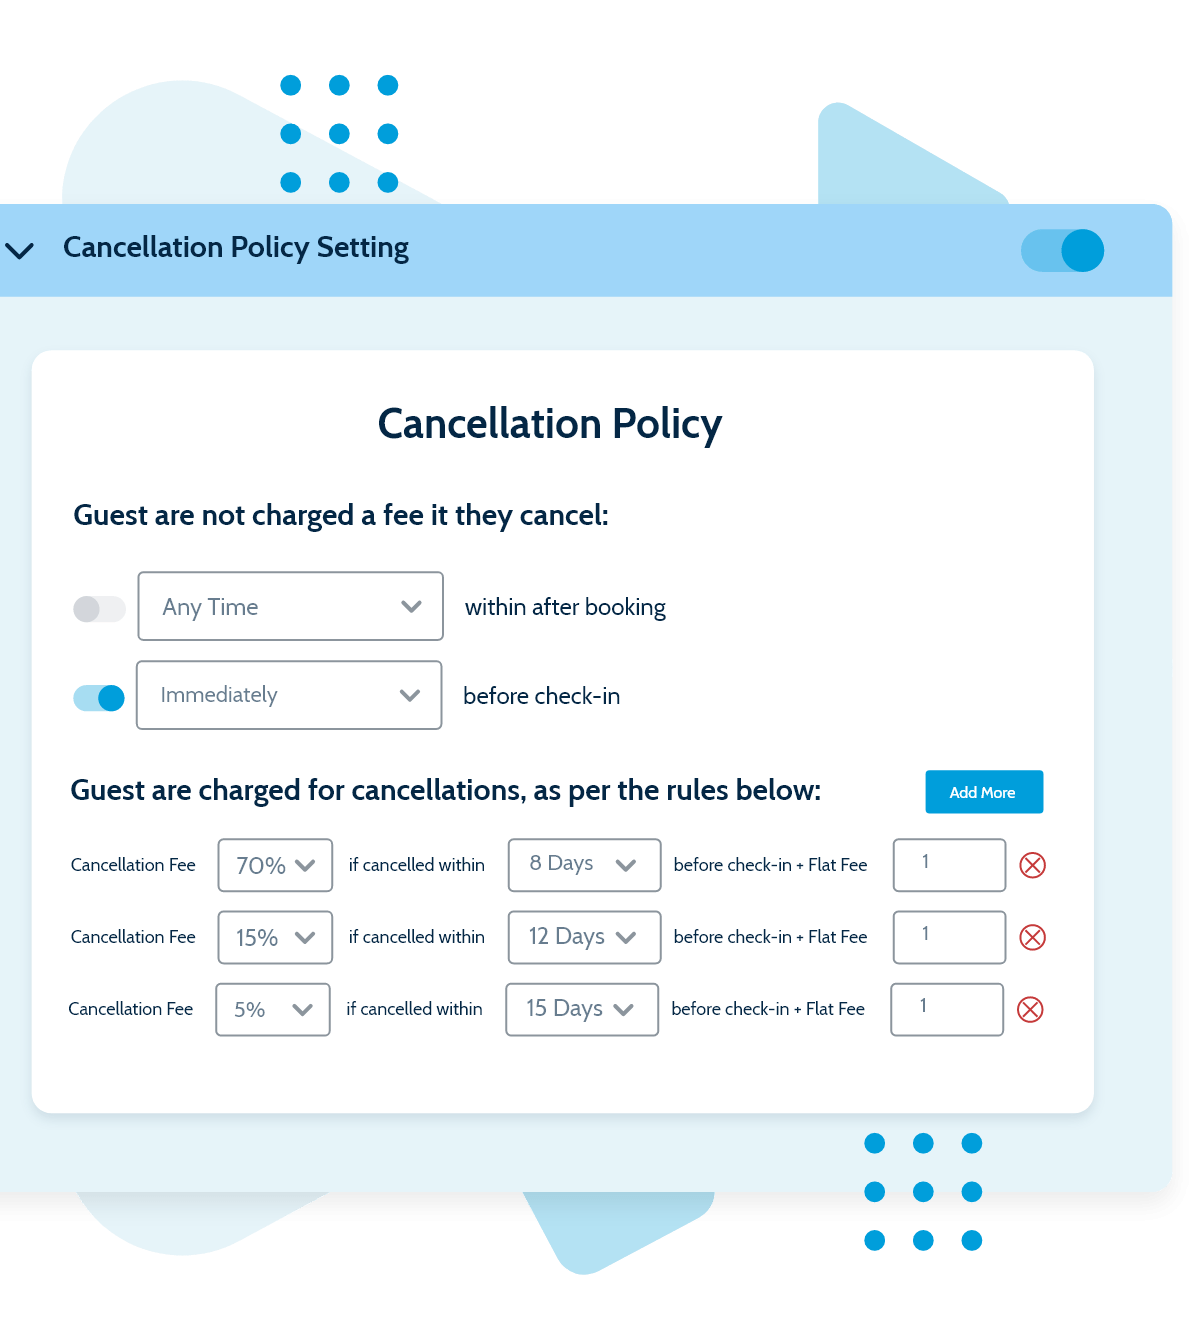 Cancellation Policy Setting
Cancellation Policy
Guest are not charged a fee it they cancel:
Any Time within after booking
Immediately before check-in
Guest are charged for cancellations, as per the rules below: Add More
Cancellation Fee 70% if cancelled within 8 Days before check-in + Flat Fee 1
Cancellation Fee 15% if cancelled within 12 Days before check-in + Flat Fee 1
Cancellation Fee 5% if cancelled within 15 Days before check-in + Flat Fee 1